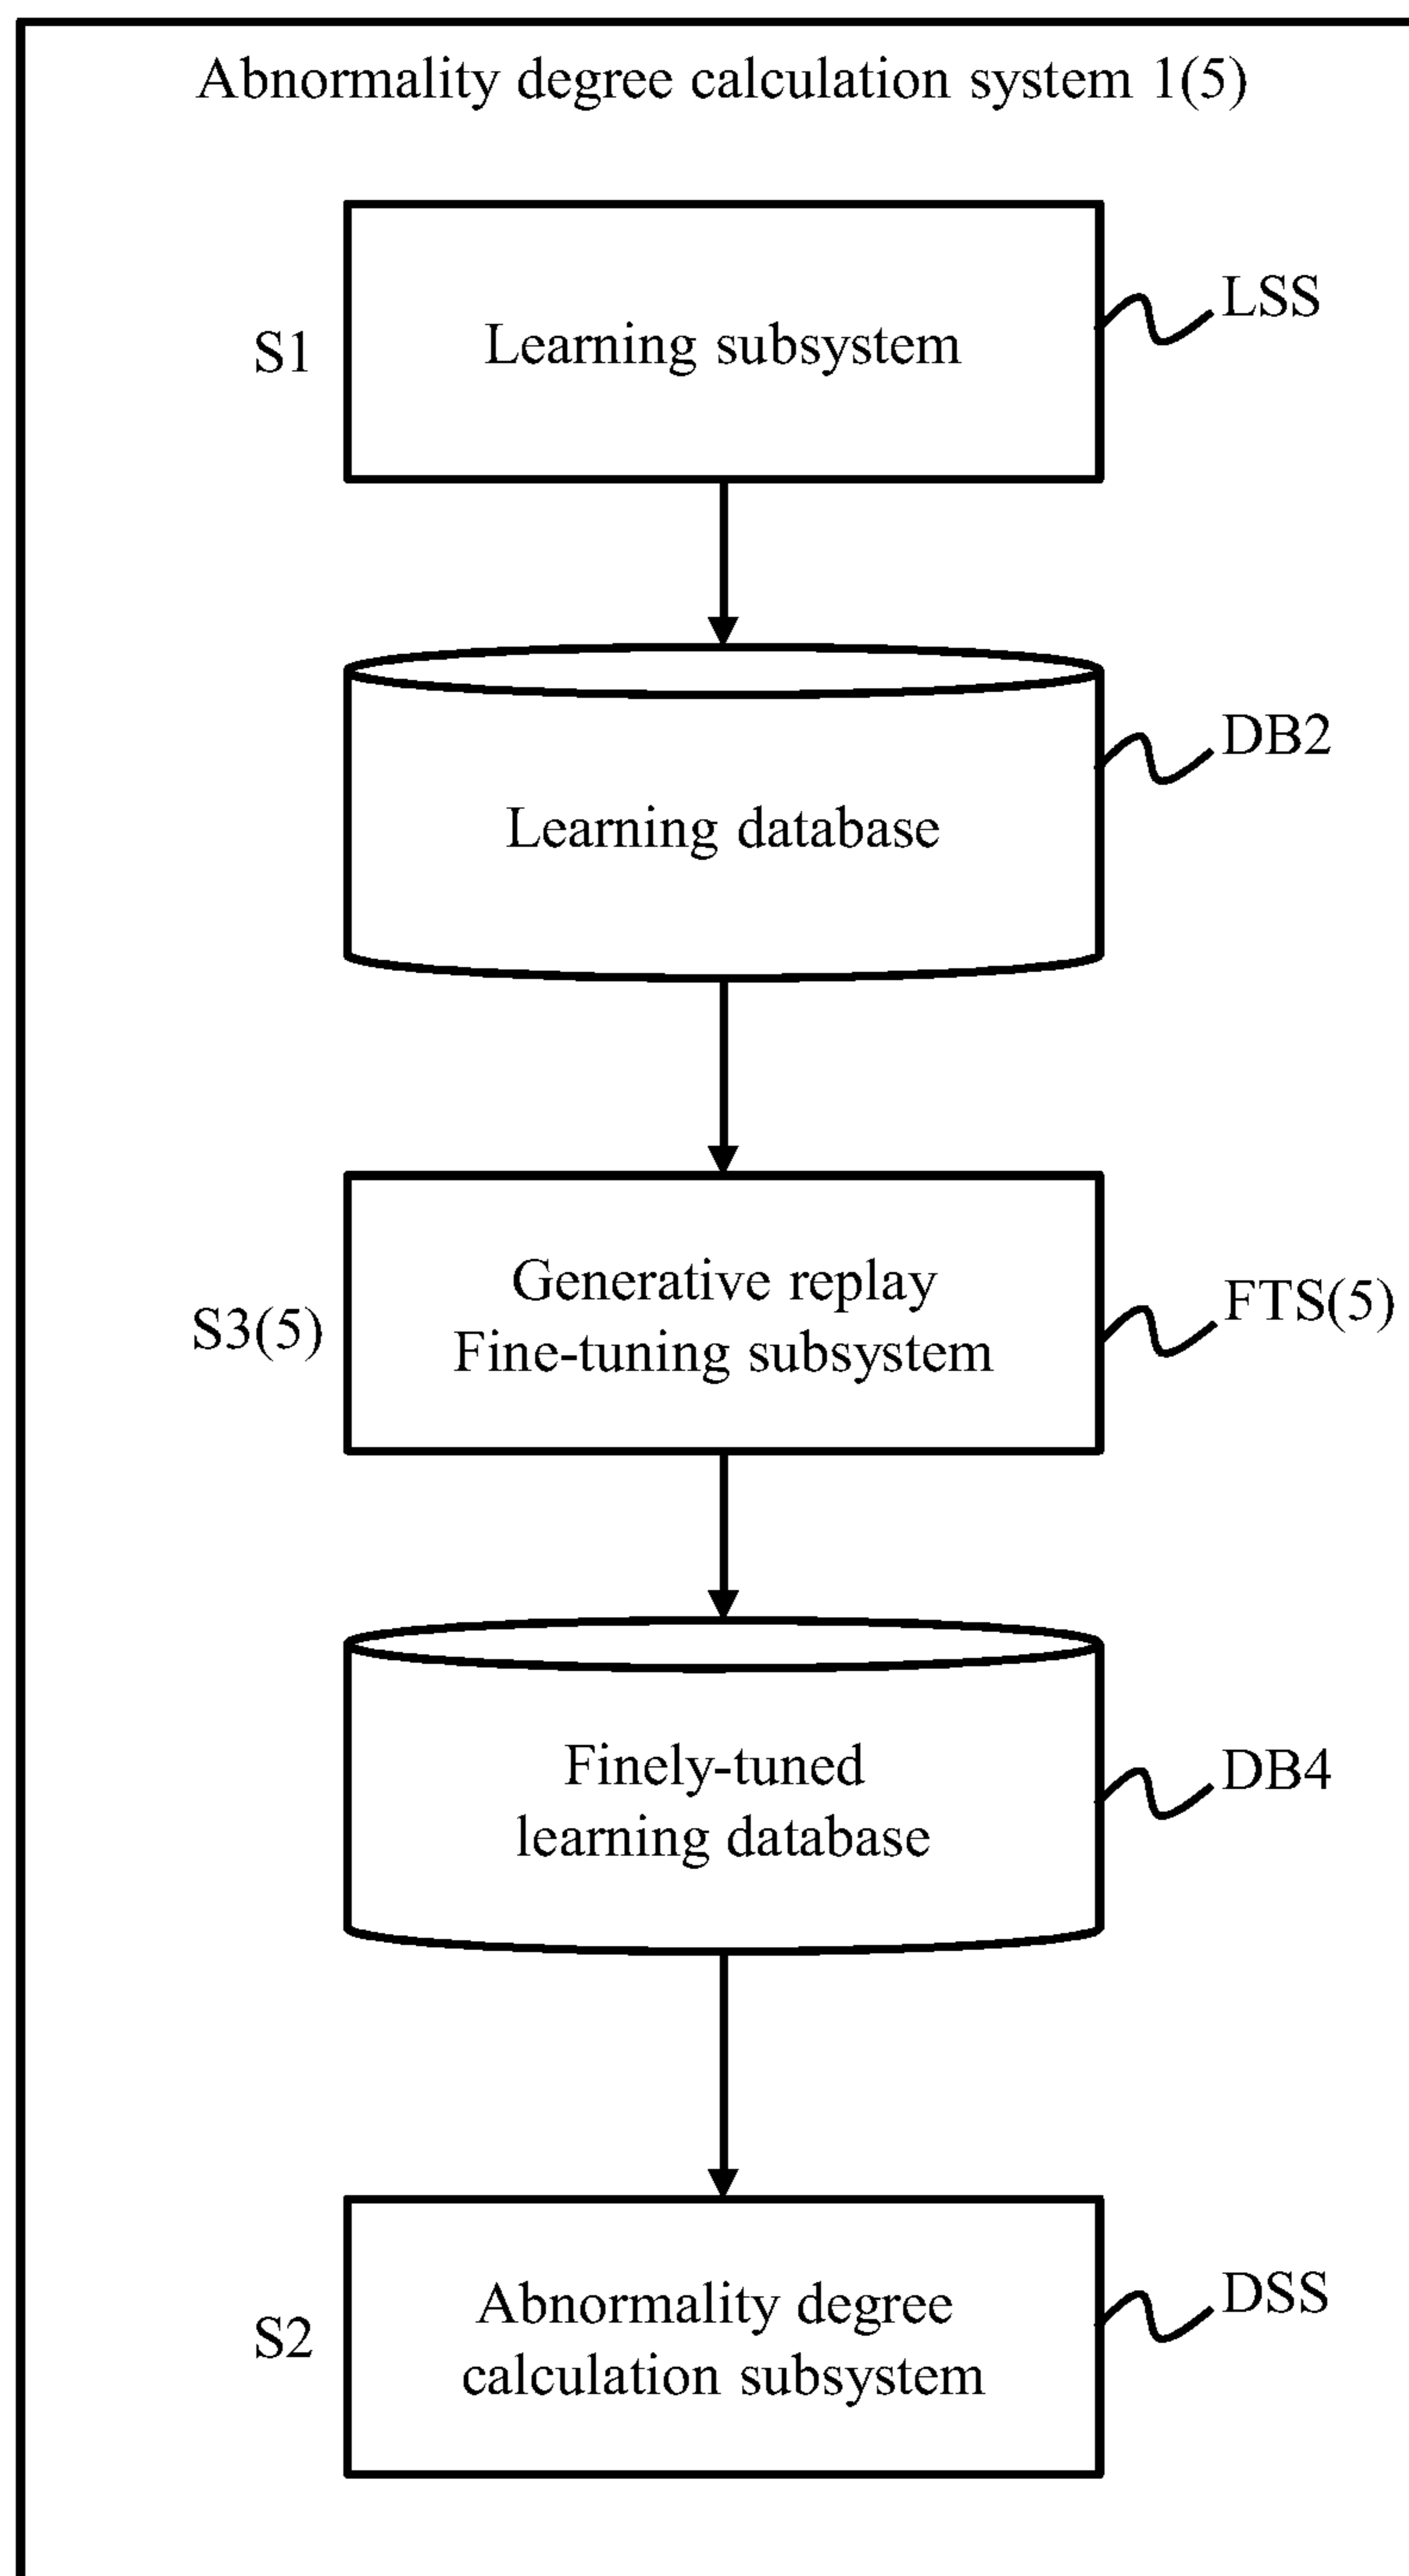 Abnormality degree calculation system 1(5)
LSS
S1
Learning subsystem
DB2
Learning database
Generative replay
FTS(5)
S3(5)
Fine-tuning subsystem
Finely-tuned
DB4
learning database
DSS
Abnormality degree
S2
calculation subsystem